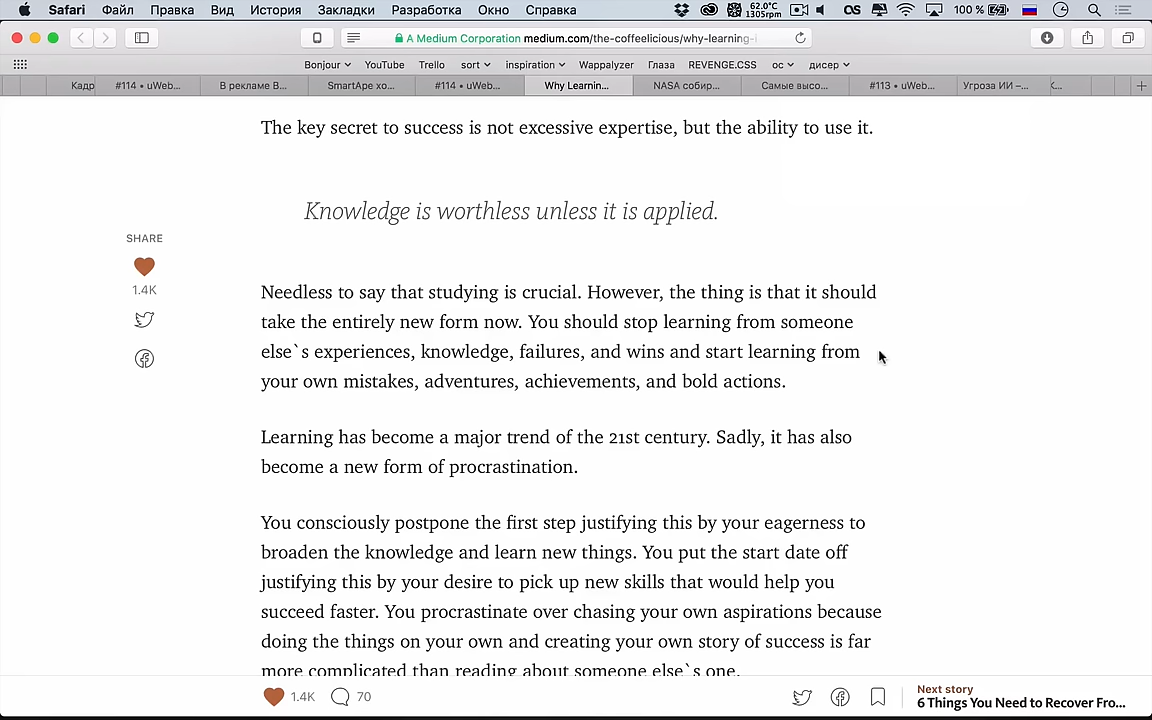 Safari Файл Правка Вид История Закладки Разработка Окно Справка
62.0°C
1305rpm
100 %
A Medium Corporation medium.com/the-coffeelicious/why-learning-
Bonjour YouTube Trello sort inspiration Wappalyzer Глаза REVENGE.CSS ос дисер
Кадр #114 • uWeb... В рекламе В... SmartApe хо... #114 • uWeb... Why Learnin... NASA собир... Самые высо... #113 • uWeb... Угроза ИИ –...
The key secret to success is not excessive expertise, but the ability to use it.
Knowledge is worthless unless it is applied.
SHARE
1.4K
Needless to say that studying is crucial. However, the thing is that it should
take the entirely new form now. You should stop learning from someone
else`s experiences, knowledge, failures, and wins and start learning from
your own mistakes, adventures, achievements, and bold actions.
Learning has become a major trend of the 21st century. Sadly, it has also
become a new form of procrastination.
You consciously postpone the first step justifying this by your eagerness to
broaden the knowledge and learn new things. You put the start date off
justifying this by your desire to pick up new skills that would help you
succeed faster. You procrastinate over chasing your own aspirations because
doing the things on your own and creating your own story of success is far
more complicated than reading about someone else`s one.
1.4K 70
Next story
6 Things You Need to Recover Fro...